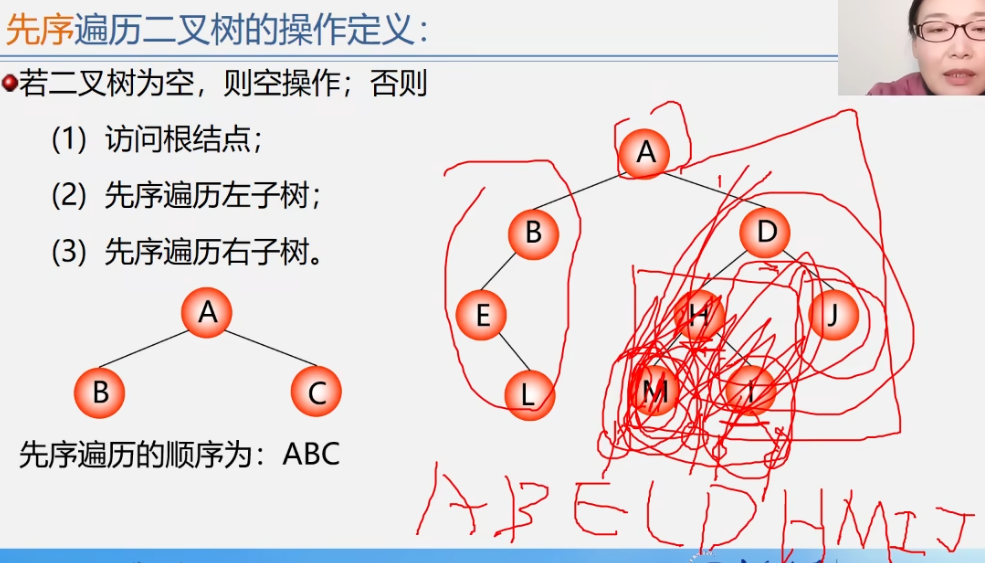 先序遍历二叉树的操作定义：
若二叉树为空，则空操作；否则
(1) 访问根结点；
(2) 先序遍历左子树；
(3) 先序遍历右子树。
A
B C
先序遍历的顺序为：ABC
A
B D
E H J
L M I
ABELDHMIJ